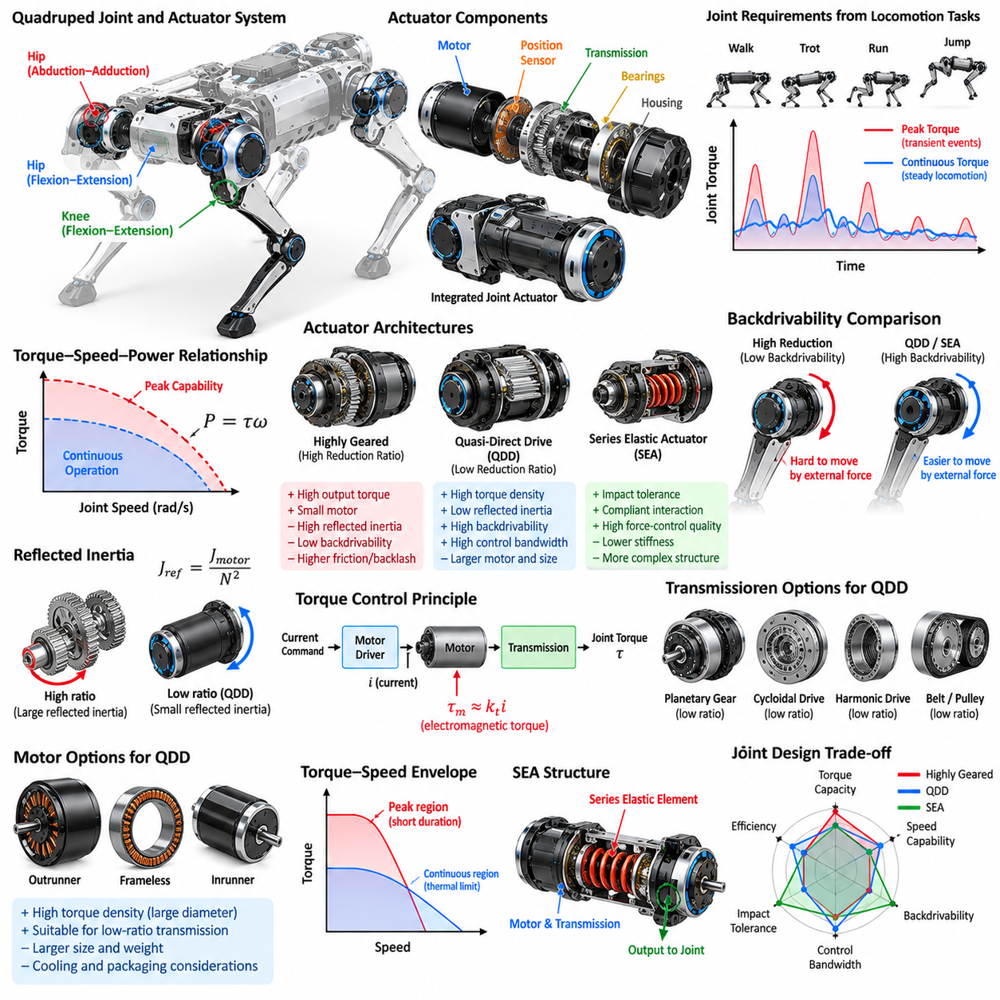 Quadruped Joint and Actuator System
Hip
(Abduction–Adduction)
Hip
(Flexion–Extension)
Knee
(Flexion–Extension)
Actuator Components
Motor
Position
Sensor
Transmission
Bearings
Housing
Integrated Joint Actuator
Joint Requirements from Locomotion Tasks
Walk
Trot
Run
Jump
Joint Torque
Peak Torque
(transient events)
Continuous Torque
(steady locomotion)
Time
Torque–Speed–Power Relationship
Torque
Peak Capability
P = τω
Continuous
Operation
Joint Speed (rad/s)
Actuator Architectures
Highly Geared
(High Reduction Ratio)
Quasi-Direct Drive
(QDD)
(Low Reduction Ratio)
Series Elastic Actuator
(SEA)
+ High output torque
+ Small motor
– High reflected inertia
– Low backdrivability
– Higher friction/backlash
+ High torque density
+ Low reflected inertia
+ High backdrivability
+ High control bandwidth
– Larger motor and size
+ Impact tolerance
+ Compliant interaction
+ High force-control quality
– Lower stiffness
– More complex structure
Backdrivability Comparison
High Reduction
(Low Backdrivability)
QDD / SEA
(High Backdrivability)
Hard to move
by external force
Easier to move
by external force
Reflected Inertia
J_ref = J_motor / N²
High ratio
(Large reflected inertia)
Low ratio (QDD)
(Small reflected inertia)
Torque Control Principle
Current
Command
Motor
Driver
i (current)
Motor
Transmission
Joint Torque
τ
τ_m ≈ k_t i
(electromagnetic torque)
Transmissioren Options for QDD
Planetary Gear
(low ratio)
Cycloidal Drive
(low ratio)
Harmonic Drive
(low ratio)
Belt / Pulley
(low ratio)
Motor Options for QDD
Outrunner
Frameless
Inrunner
+ High torque density (large diameter)
+ Suitable for low-ratio transmission
– Larger size and weight
– Cooling and packaging considerations
Torque–Speed Envelope
Torque
Peak region
(short duration)
Continuous region
(thermal limit)
Speed
SEA Structure
Series Elastic Element
Motor & Transmission
Output to Joint
Joint Design Trade-off
Highly Geared
QDD
SEA
Torque
Capacity
Speed
Capability
Backdrivability
Control
Bandwidth
Impact
Tolerance
Efficiency